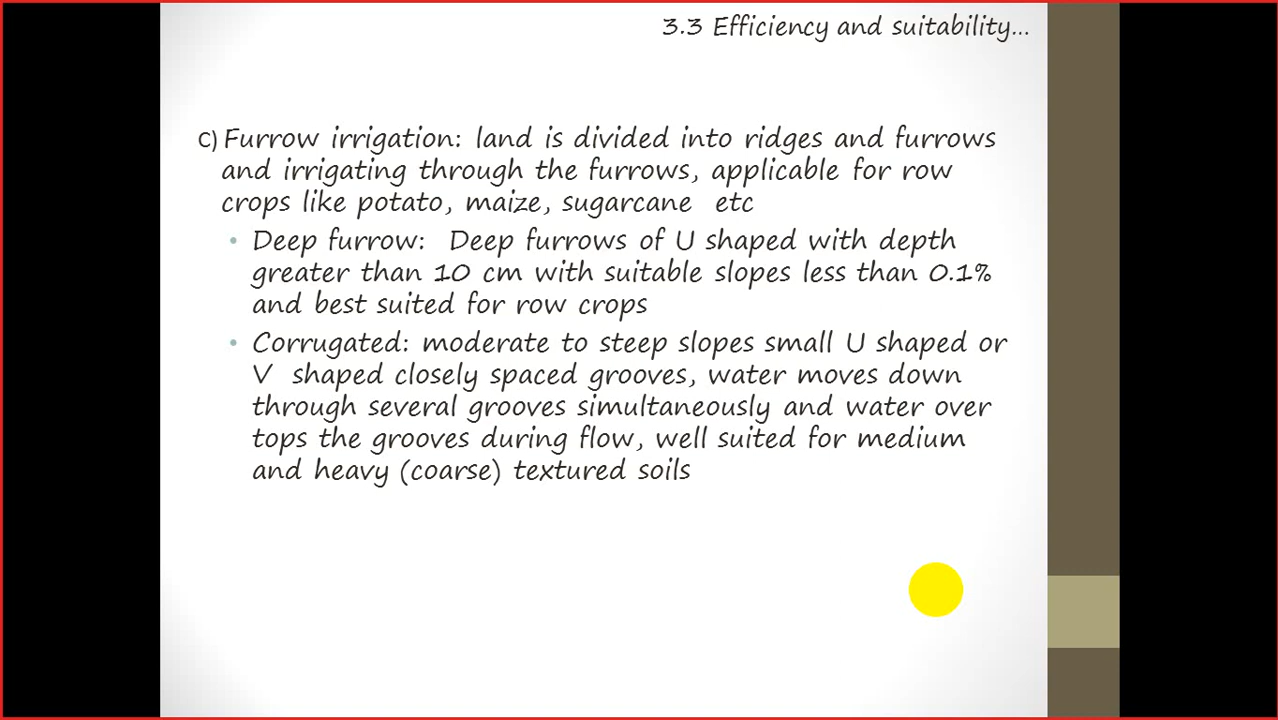 3.3 Efficiency and suitability...
c) Furrow irrigation: land is divided into ridges and furrows
and irrigating through the furrows, applicable for row
crops like potato, maize, sugarcane etc
• Deep furrow: Deep furrows of U shaped with depth
greater than 10 cm with suitable slopes less than 0.1%
and best suited for row crops
• Corrugated: moderate to steep slopes small U shaped or
V shaped closely spaced grooves, water moves down
through several grooves simultaneously and water over
tops the grooves during flow, well suited for medium
and heavy (coarse) textured soils